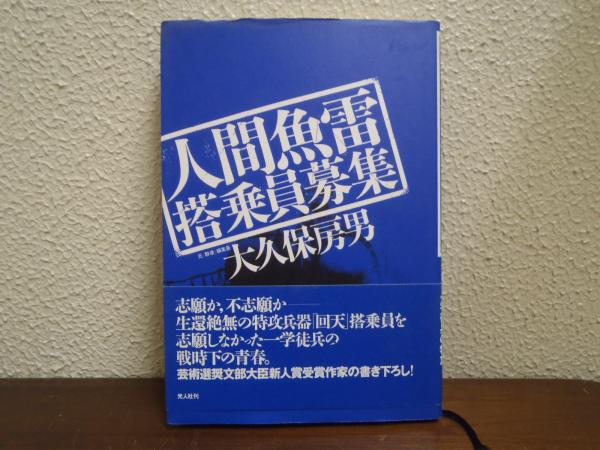 人間魚雷
搭乗員募集
大久保房男
志願か，不志願か――
生還絶無の特攻兵器「回天」搭乗員を
志願しなかった一学徒兵の
戦時下の青春。
芸術選奨文部大臣新人賞受賞作家の書き下ろし！
光人社刊